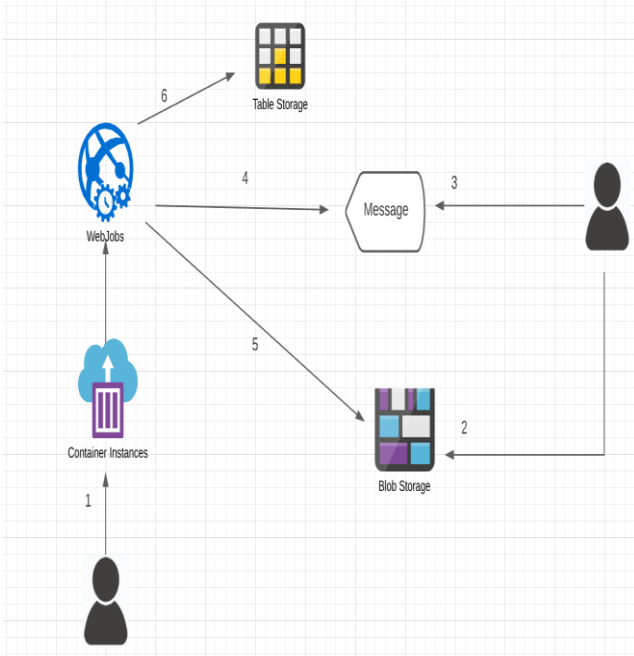 6
Table Storage
4
3
Message
WebJobs
5
2
Container Instances
Blob Storage
1